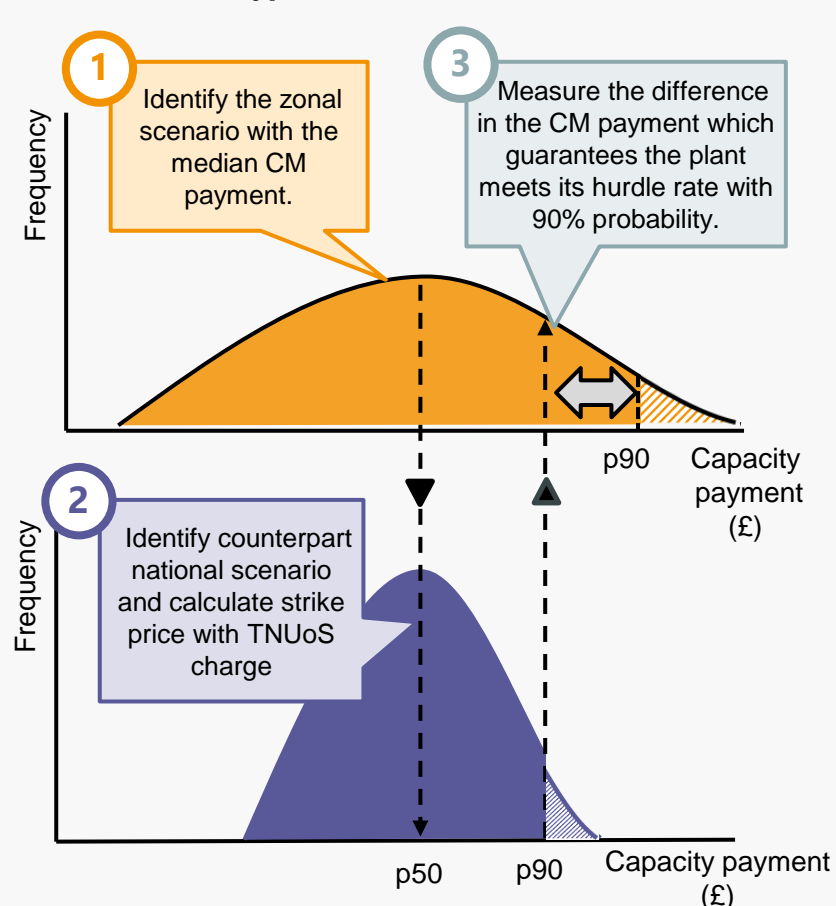 1
Identify the zonal
scenario with the
median CM
payment.
3
Measure the difference
in the CM payment which
guarantees the plant
meets its hurdle rate with
90% probability.
Frequency
p90
Capacity
payment
(£)
2
Identify counterpart
national scenario
and calculate strike
price with TNUoS
charge
Frequency
p50
p90
Capacity payment
(£)